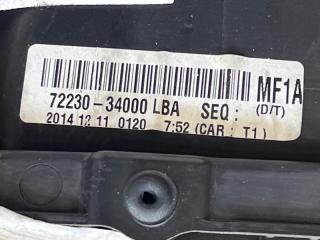 MF1A
72230-34000 LBA SEQ: (D/T)
2014 12 11 0120 7:52 (CAR: T1)